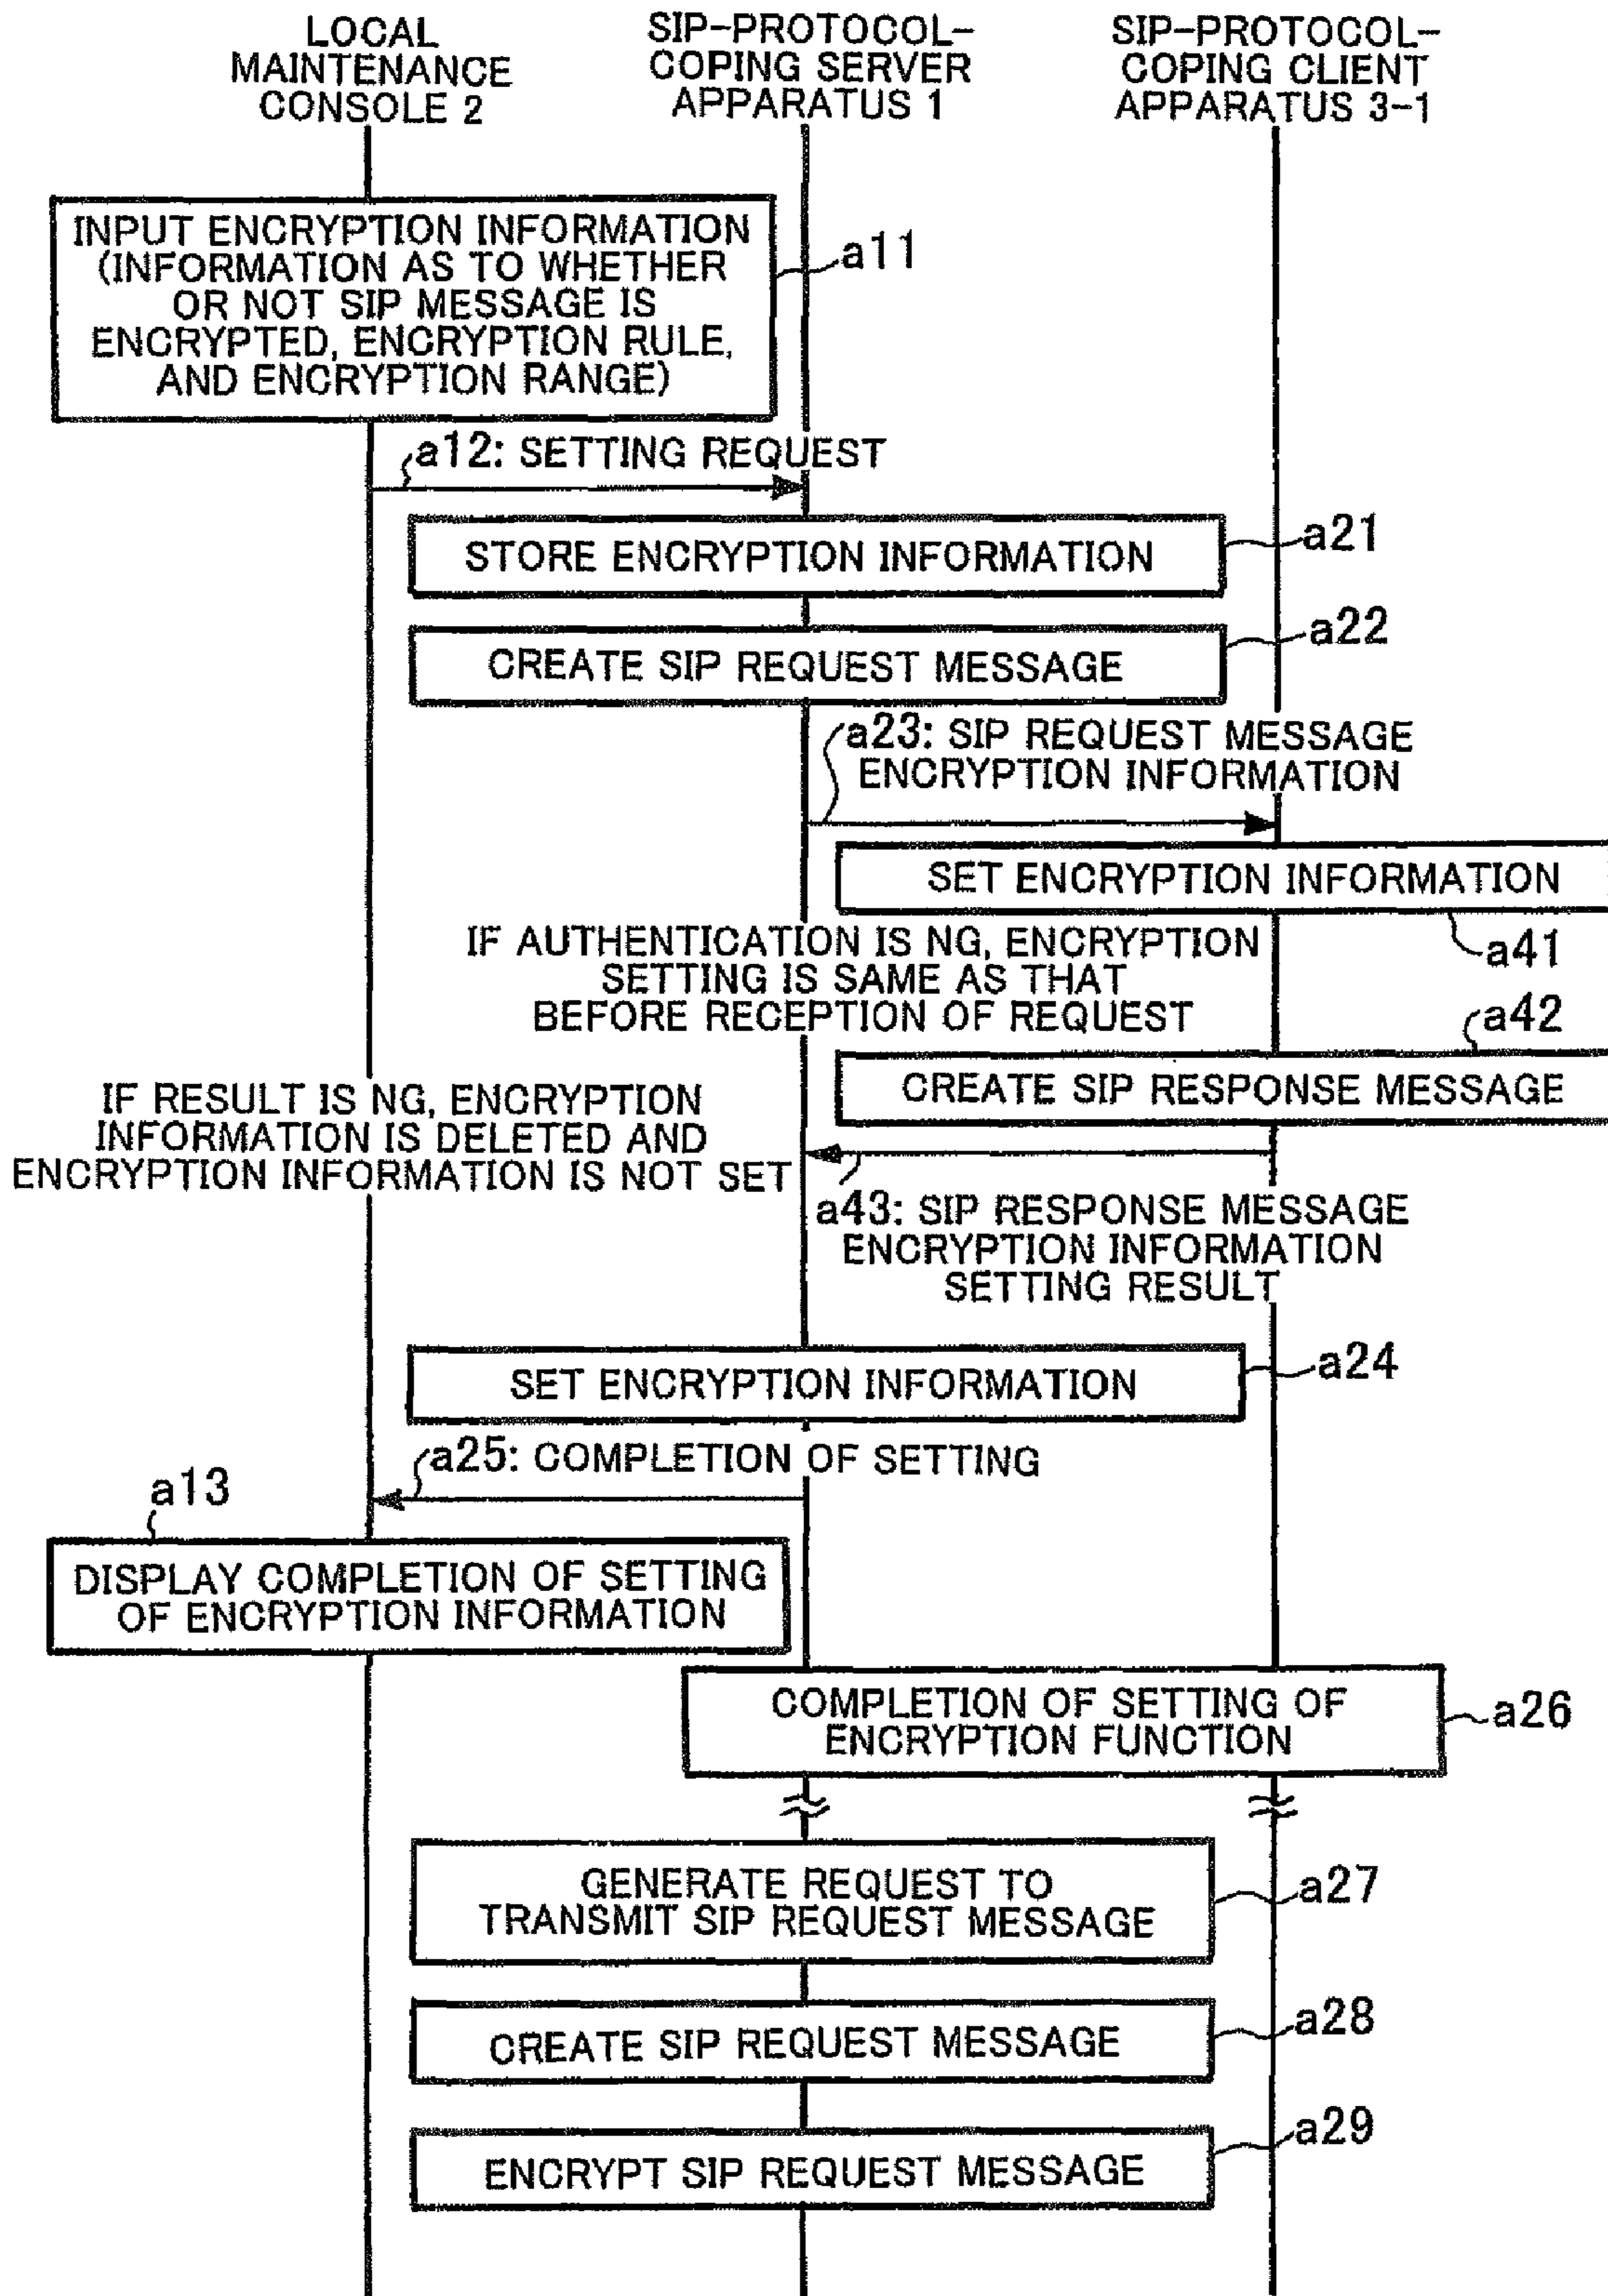 LOCAL
MAINTENANCE
CONSOLE 2
SIP-PROTOCOL-
COPING SERVER
APPARATUS 1
SIP-PROTOCOL-
COPING CLIENT
APPARATUS 3-1
INPUT ENCRYPTION INFORMATION
(INFORMATION AS TO WHETHER
OR NOT SIP MESSAGE IS
ENCRYPTED, ENCRYPTION RULE,
AND ENCRYPTION RANGE)
a11
a12: SETTING REQUEST
STORE ENCRYPTION INFORMATION
a21
CREATE SIP REQUEST MESSAGE
a22
a23: SIP REQUEST MESSAGE
ENCRYPTION INFORMATION
SET ENCRYPTION INFORMATION
a41
IF AUTHENTICATION IS NG, ENCRYPTION
SETTING IS SAME AS THAT
BEFORE RECEPTION OF REQUEST
a42
CREATE SIP RESPONSE MESSAGE
IF RESULT IS NG, ENCRYPTION
INFORMATION IS DELETED AND
ENCRYPTION INFORMATION IS NOT SET
a43: SIP RESPONSE MESSAGE
ENCRYPTION INFORMATION
SETTING RESULT
SET ENCRYPTION INFORMATION
a24
a25: COMPLETION OF SETTING
a13
DISPLAY COMPLETION OF SETTING
OF ENCRYPTION INFORMATION
COMPLETION OF SETTING OF
ENCRYPTION FUNCTION
a26
GENERATE REQUEST TO
TRANSMIT SIP REQUEST MESSAGE
a27
CREATE SIP REQUEST MESSAGE
a28
ENCRYPT SIP REQUEST MESSAGE
a29